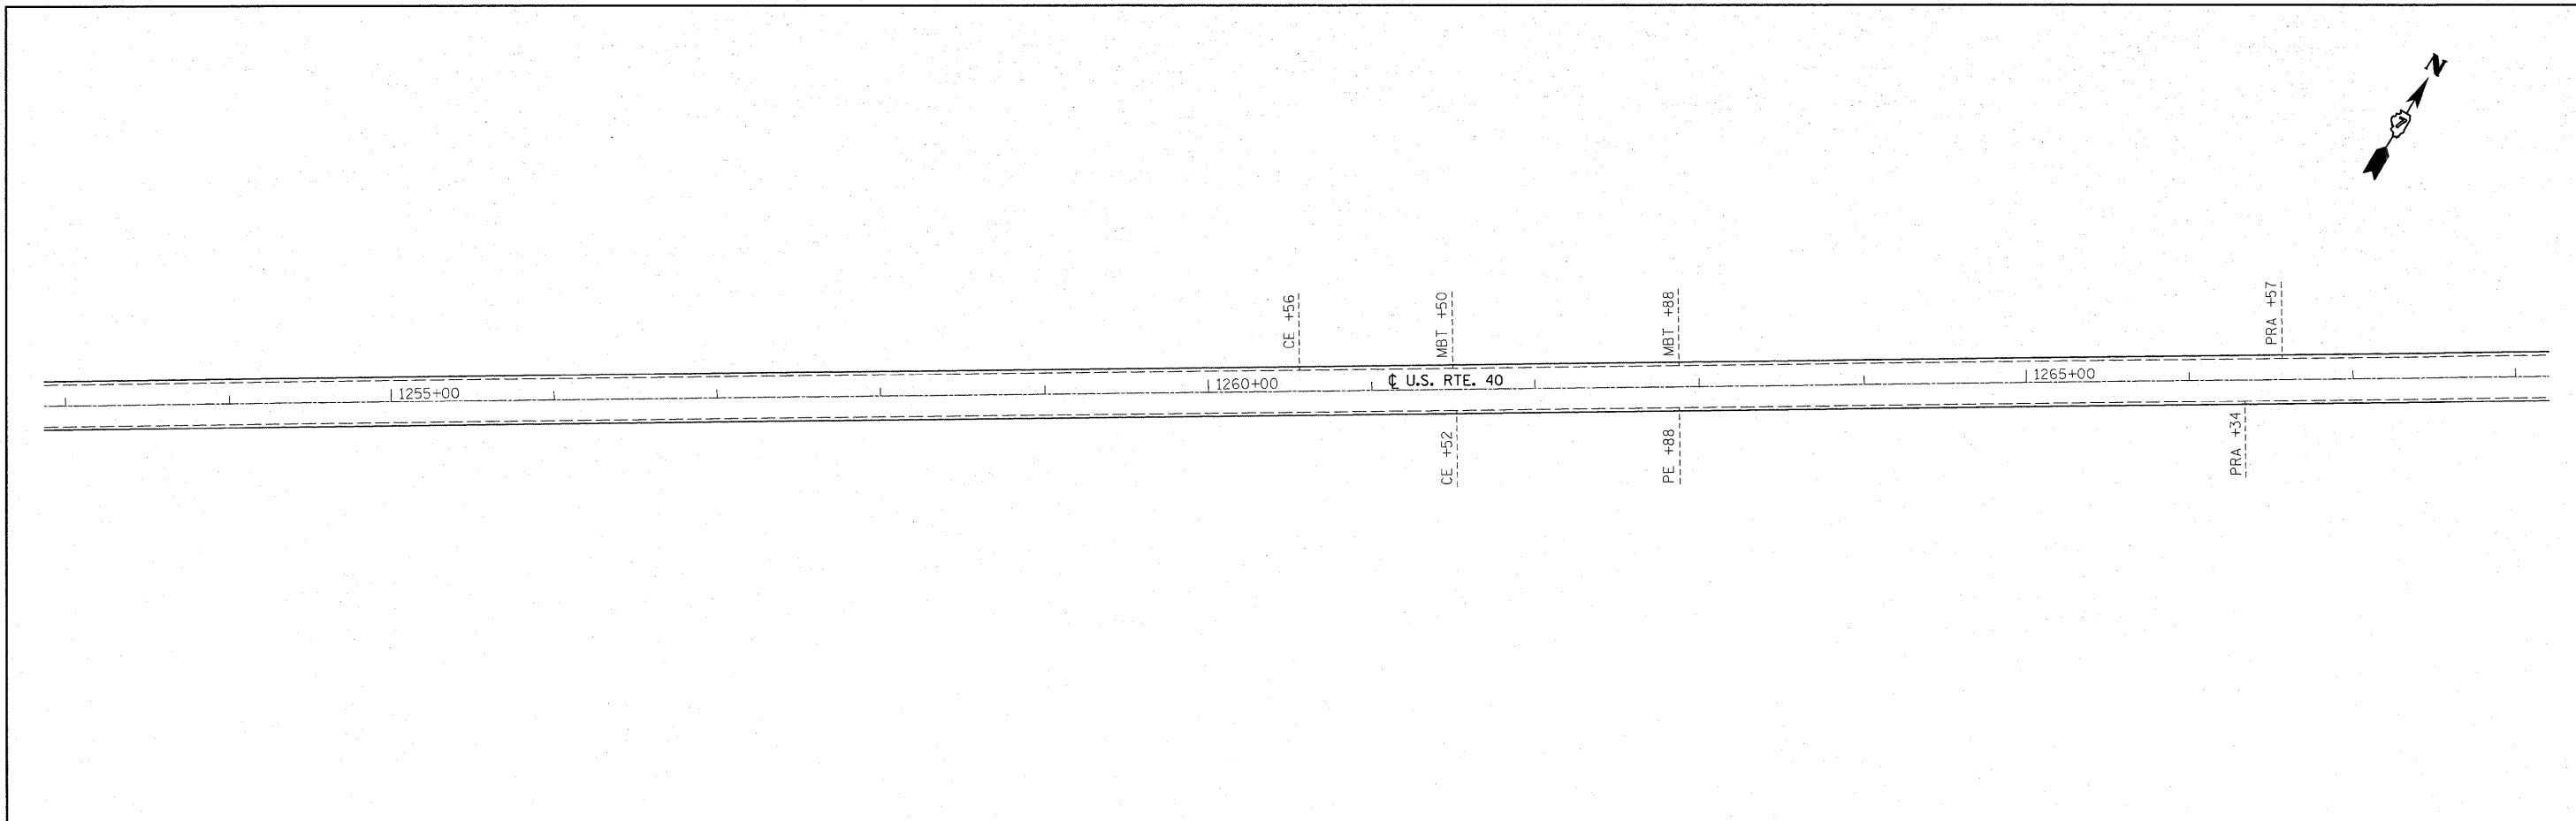 N
7
CE +56
MBT +50
MBT +88
PRA +57
1255+00
1260+00
℄ U.S. RTE. 40
1265+00
CE +52
PE +88
PRA +34